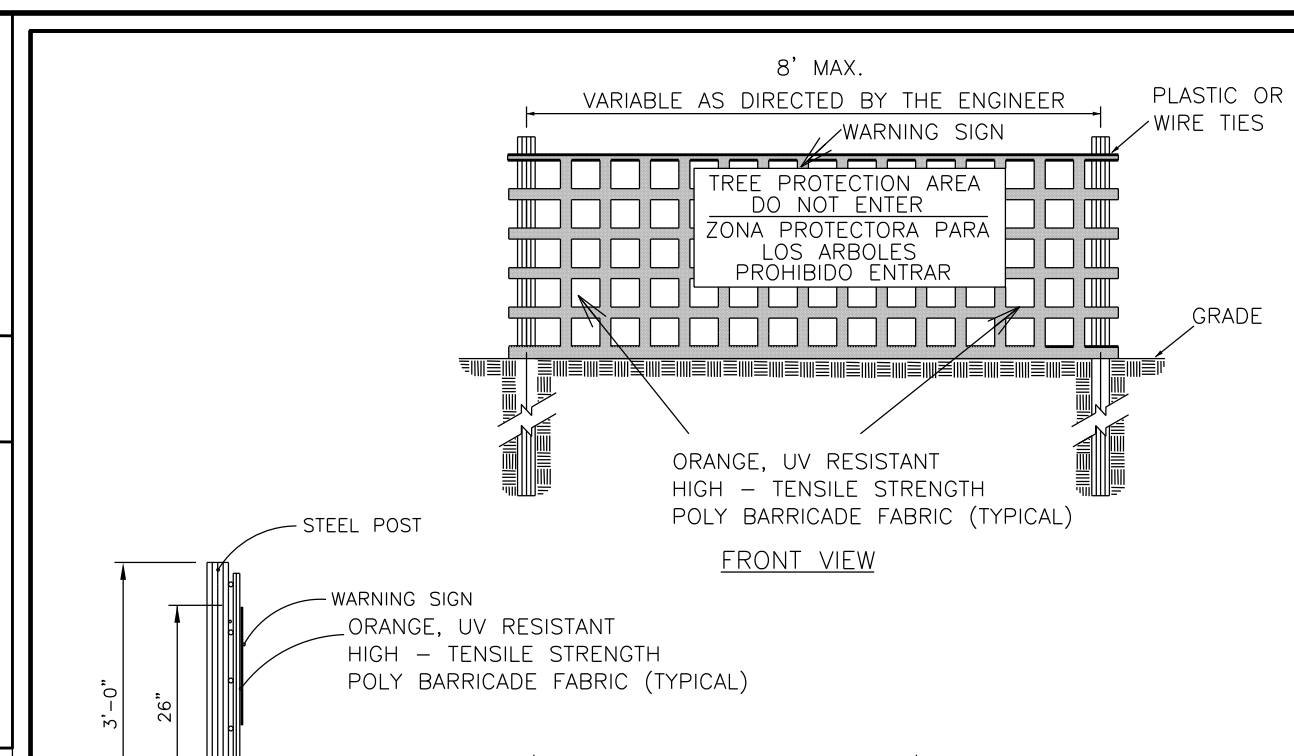 8' MAX.
VARIABLE AS DIRECTED BY THE ENGINEER
PLASTIC OR
WIRE TIES
WARNING SIGN
TREE PROTECTION AREA
DO NOT ENTER
ZONA PROTECTORA PARA
LOS ARBOLES
PROHIBIDO ENTRAR
GRADE
ORANGE, UV RESISTANT
HIGH – TENSILE STRENGTH
POLY BARRICADE FABRIC (TYPICAL)
FRONT VIEW
STEEL POST
WARNING SIGN
ORANGE, UV RESISTANT
HIGH – TENSILE STRENGTH
POLY BARRICADE FABRIC (TYPICAL)
3'-0"
26"